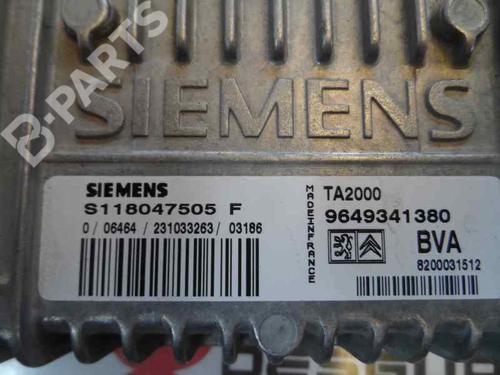 B-PARTS
SIEMENS
SIEMENS
S118047505 F
0 / 06464 / 231033263 / 03186
MADE IN FRANCE
TA2000
9649341380
BVA
8200031512